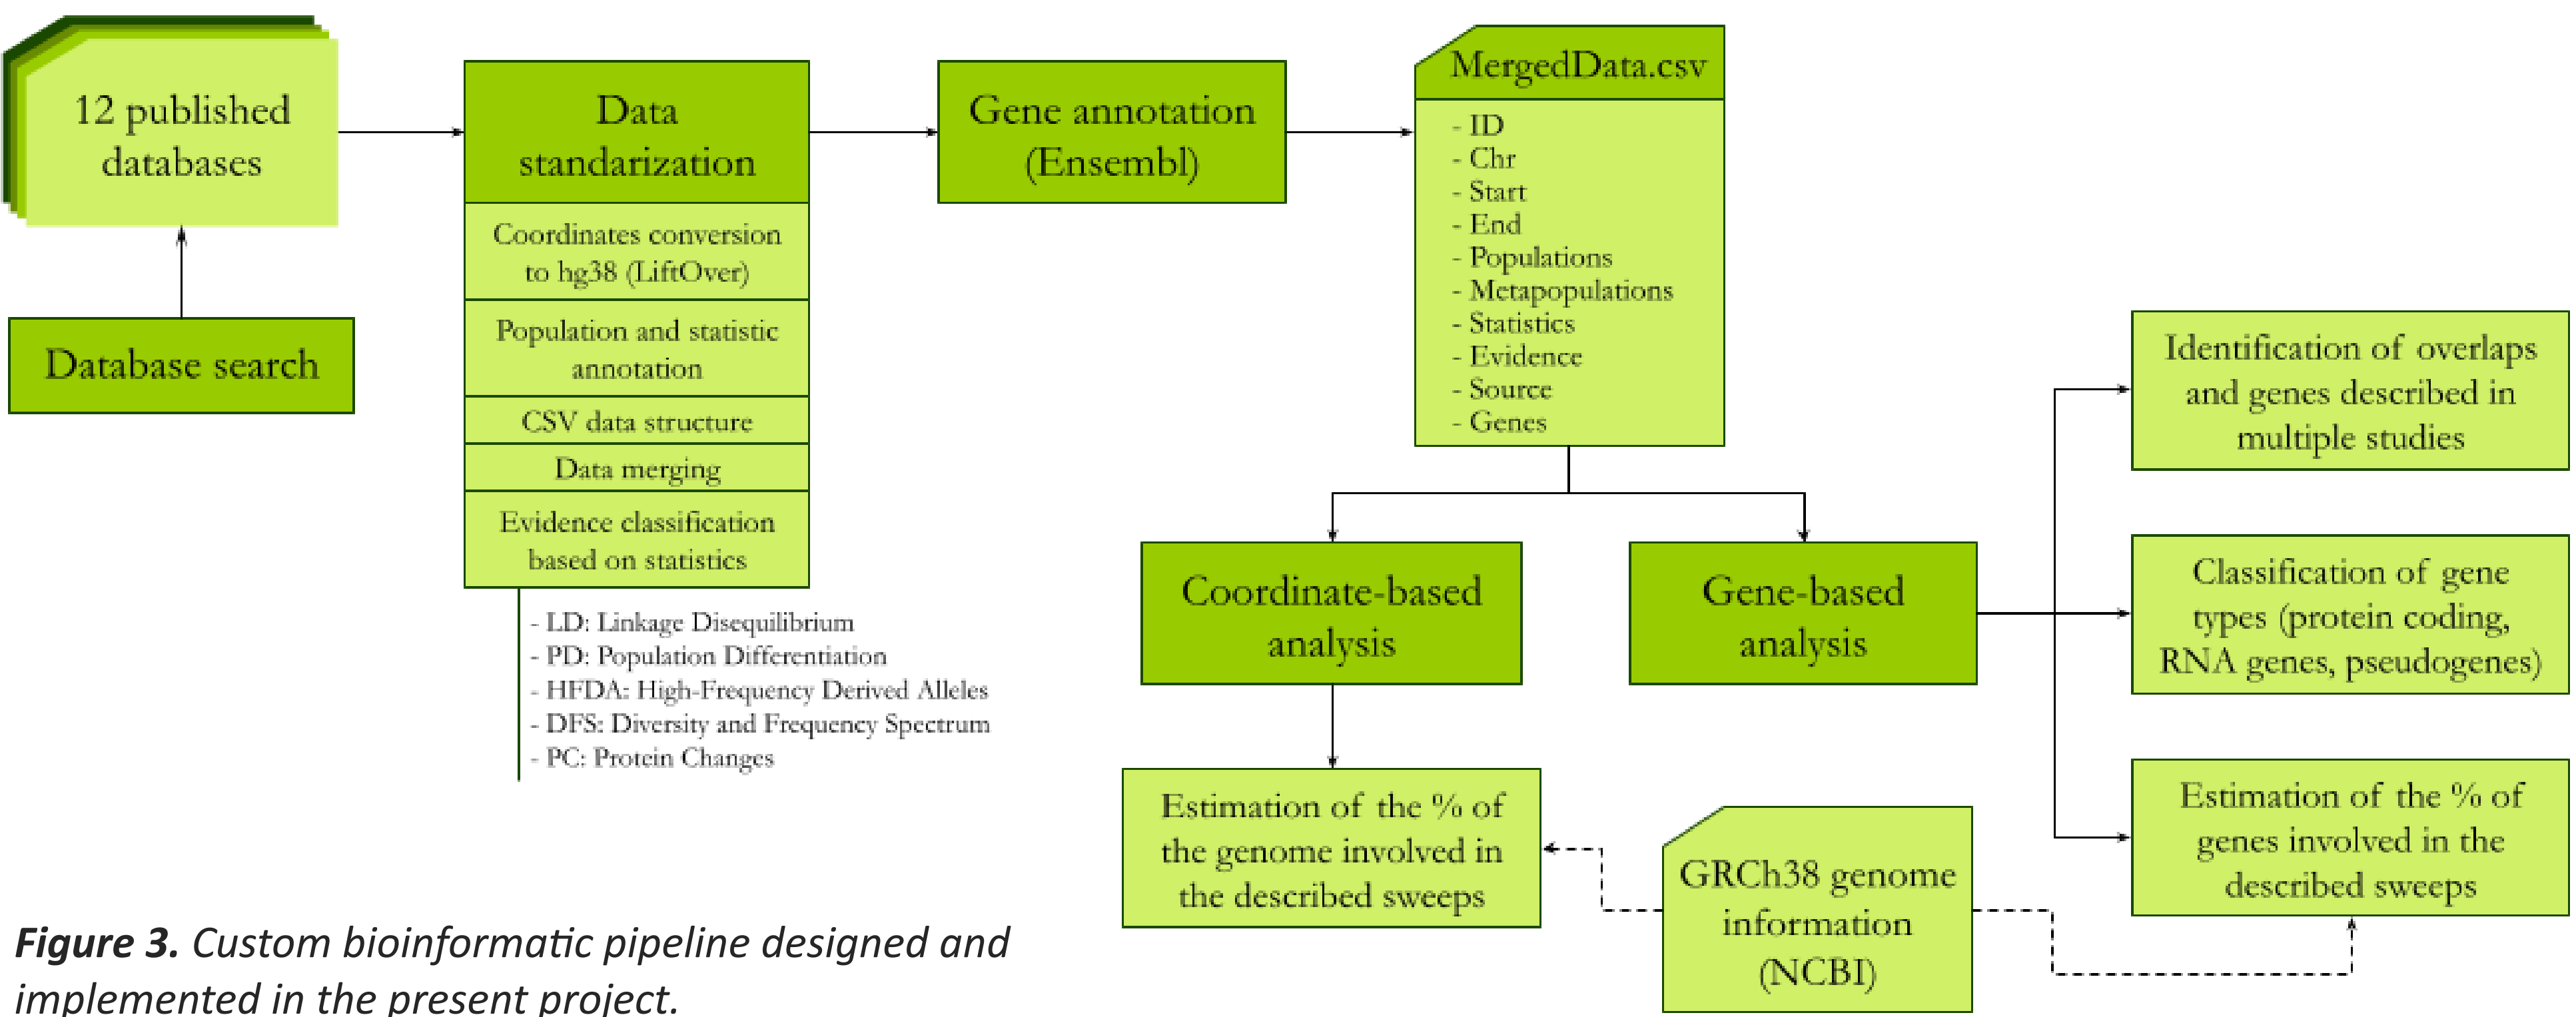 12 published
databases
Database search
Data
standarization
Coordinates conversion
to hg38 (LiftOver)
Population and statistic
annotation
CSV data structure
Data merging
Evidence classification
based on statistics
- LD: Linkage Disequilibrium
- PD: Population Differentiation
- HFDA: High-Frequency Derived Alleles
- DFS: Diversity and Frequency Spectrum
- PC: Protein Changes
Gene annotation
(Ensembl)
MergedData.csv
- ID
- Chr
- Start
- End
- Populations
- Metapopulations
- Statistics
- Evidence
- Source
- Genes
Coordinate-based
analysis
Gene-based
analysis
Estimation of the % of
the genome involved in
the described sweeps
GRCh38 genome
information
(NCBI)
Identification of overlaps
and genes described in
multiple studies
Classification of gene
types (protein coding,
RNA genes, pseudogenes)
Estimation of the % of
genes involved in the
described sweeps
Figure 3. Custom bioinformatic pipeline designed and
implemented in the present project.